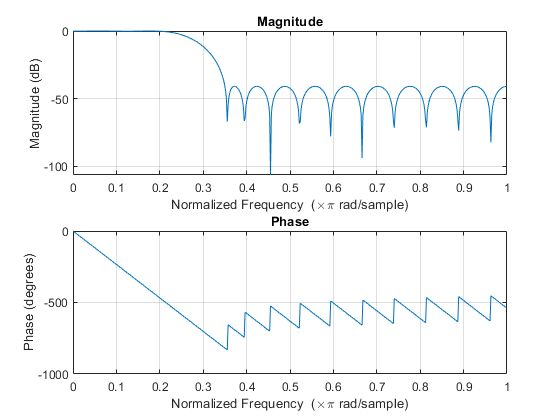 Magnitude
0
-50
-100
Magnitude (dB)
0 0.1 0.2 0.3 0.4 0.5 0.6 0.7 0.8 0.9 1
Normalized Frequency (×π rad/sample)
Phase
0
-500
-1000
Phase (degrees)
0 0.1 0.2 0.3 0.4 0.5 0.6 0.7 0.8 0.9 1
Normalized Frequency (×π rad/sample)